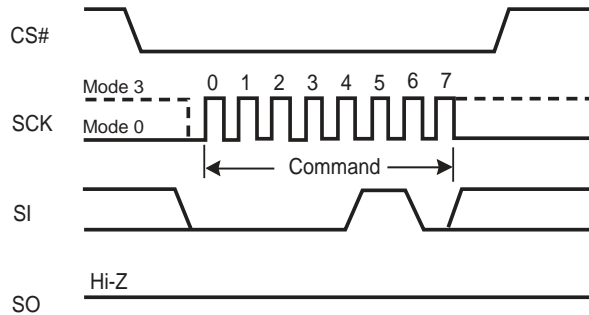 CS#
Mode 3
0 1 2 3 4 5 6 7
SCK
Mode 0
Command
SI
Hi-Z
SO